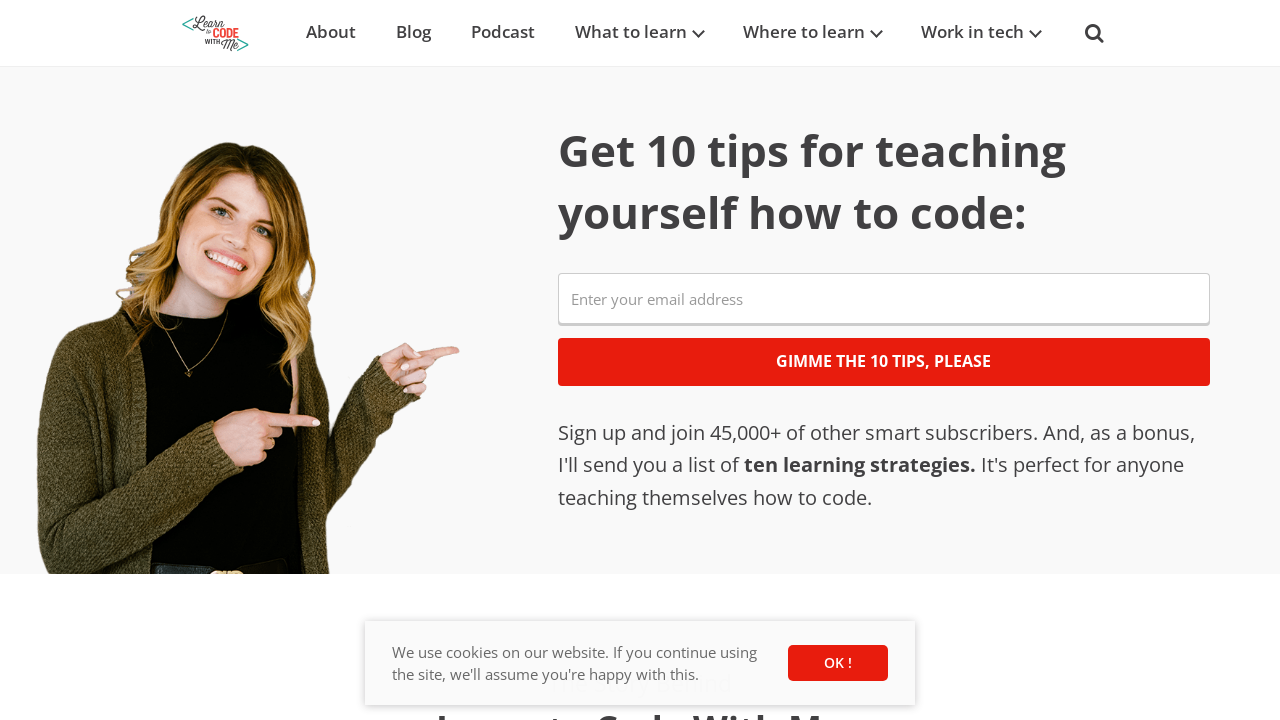 Learn to CODE WITH Me
About
Blog
Podcast
What to learn
Where to learn
Work in tech
Get 10 tips for teaching
yourself how to code:
Enter your email address
GIMME THE 10 TIPS, PLEASE
Sign up and join 45,000+ of other smart subscribers. And, as a bonus,
I'll send you a list of ten learning strategies. It's perfect for anyone
teaching themselves how to code.
We use cookies on our website. If you continue using
the site, we'll assume you're happy with this.
OK !
Learn to Code With M